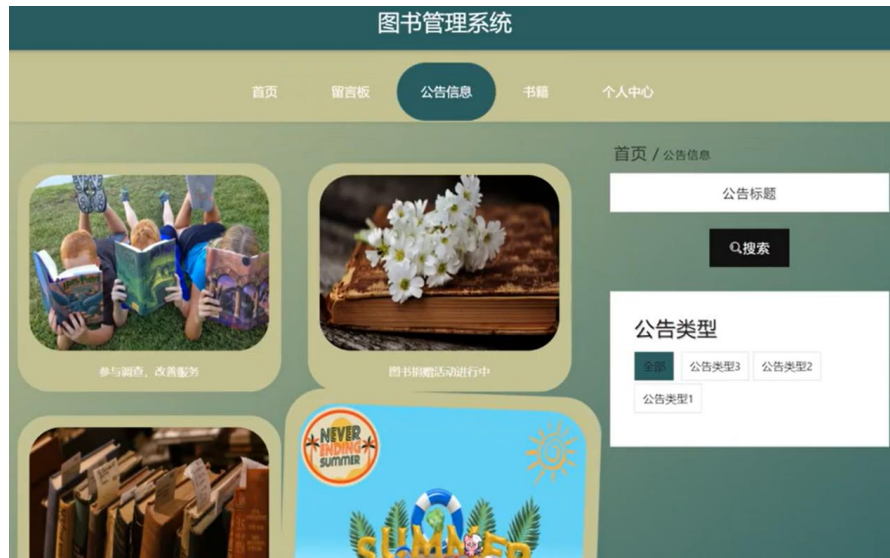 图书管理系统
首页 留言板 公告信息 书籍 个人中心
首页 / 公告信息
公告标题
搜索
参与调查，改善服务
图书捐赠活动进行中
公告类型
全部 公告类型3 公告类型2
公告类型1
NEVER
ENDING
SUMMER
SUMMER